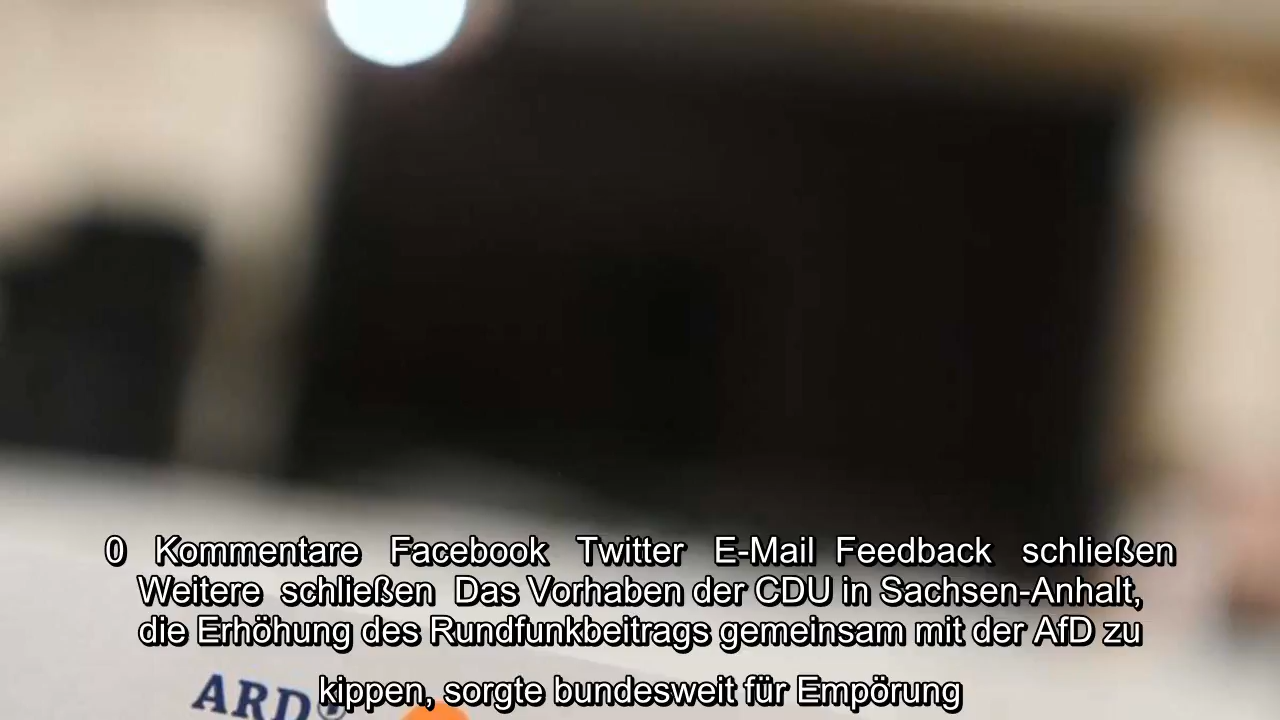 0 Kommentare Facebook Twitter E-Mail Feedback schließen
Weitere schließen Das Vorhaben der CDU in Sachsen-Anhalt,
die Erhöhung des Rundfunkbeitrags gemeinsam mit der AfD zu
kippen, sorgte bundesweit für Empörung
ARD